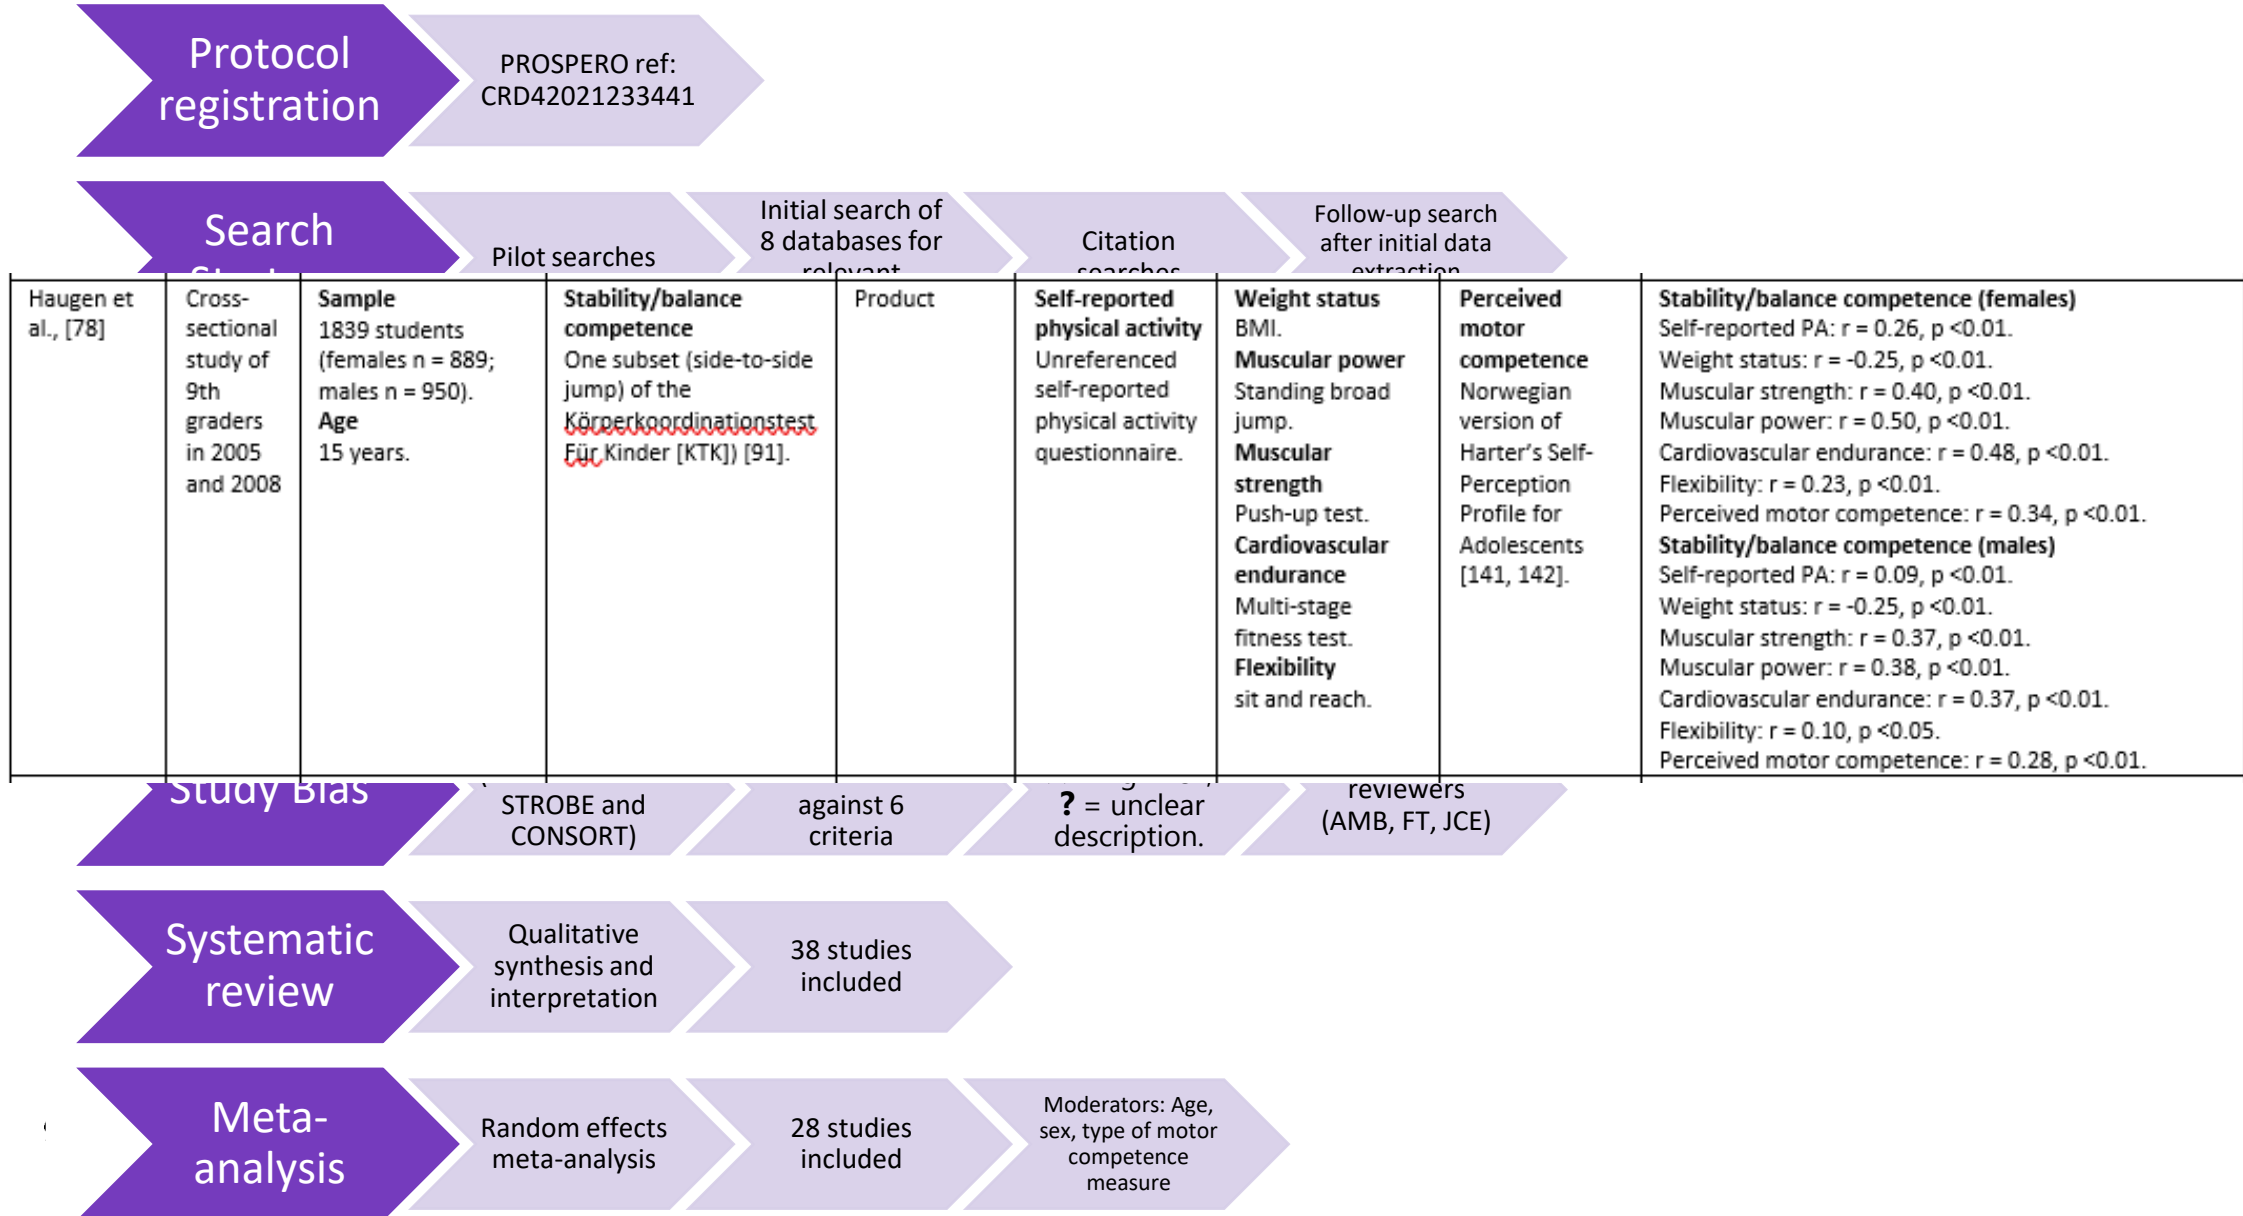 Protocol
registration
PROSPERO ref:
CRD42021233441
Search
Pilot searches
Initial search of
8 databases for
relevant
Citation
searches
Follow-up search
after initial data
extraction
Haugen et
al., [78]
Cross-
sectional
study of
9th
graders
in 2005
and 2008
Sample
1839 students
(females n = 889;
males n = 950).
Age
15 years.
Stability/balance
competence
One subset (side-to-side
jump) of the
Körperkoordinationstest
Für Kinder [KTK]) [91].
Product
Self-reported
physical activity
Unreferenced
self-reported
physical activity
questionnaire.
Weight status
BMI.
Muscular power
Standing broad
jump.
Muscular
strength
Push-up test.
Cardiovascular
endurance
Multi-stage
fitness test.
Flexibility
sit and reach.
Perceived
motor
competence
Norwegian
version of
Harter's Self-
Perception
Profile for
Adolescents
[141, 142].
Stability/balance competence (females)
Self-reported PA: r = 0.26, p <0.01.
Weight status: r = -0.25, p <0.01.
Muscular strength: r = 0.40, p <0.01.
Muscular power: r = 0.50, p <0.01.
Cardiovascular endurance: r = 0.48, p <0.01.
Flexibility: r = 0.23, p <0.01.
Perceived motor competence: r = 0.34, p <0.01.
Stability/balance competence (males)
Self-reported PA: r = 0.09, p <0.01.
Weight status: r = -0.25, p <0.01.
Muscular strength: r = 0.37, p <0.01.
Muscular power: r = 0.38, p <0.01.
Cardiovascular endurance: r = 0.37, p <0.01.
Flexibility: r = 0.10, p <0.05.
Perceived motor competence: r = 0.28, p <0.01.
Study Bias
STROBE and
CONSORT)
against 6
criteria
? = unclear
description.
reviewers
(AMB, FT, JCE)
Systematic
review
Qualitative
synthesis and
interpretation
38 studies
included
Meta-
analysis
Random effects
meta-analysis
28 studies
included
Moderators: Age,
sex, type of motor
competence
measure